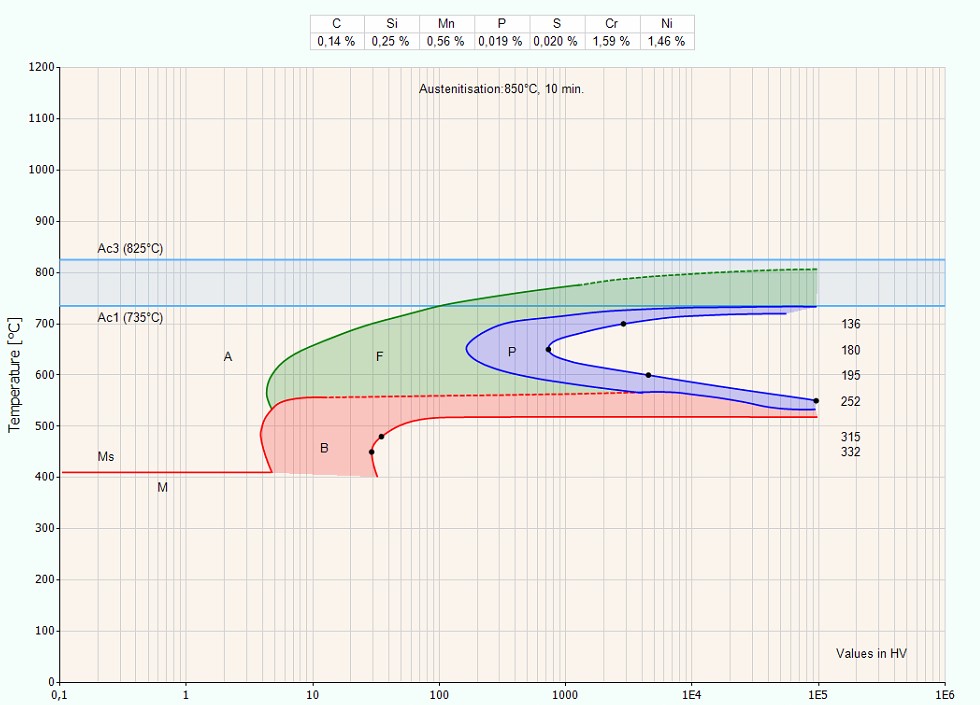 C Si Mn P S Cr Ni
0,14 % 0,25 % 0,56 % 0,019 % 0,020 % 1,59 % 1,46 %
1200
Austenitisation:850°C, 10 min.
1100
1000
900
Ac3 (825°C)
800
Ac1 (735°C)
700
136
A F P
180
600
195
252
500
315
B
332
Ms
400
M
300
200
100
Values in HV
0
0,1 1 10 100 1000 1E4 1E5 1E6
Temperature [°C]